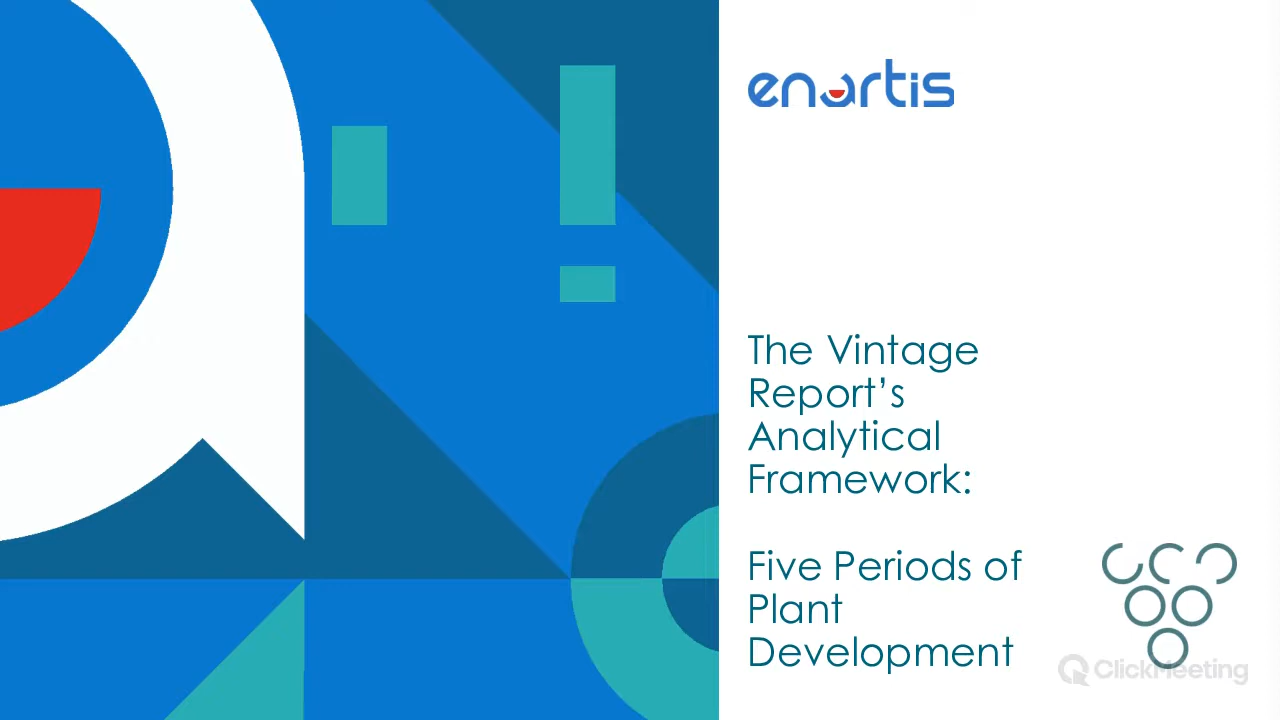 enartis
The Vintage
Report’s
Analytical
Framework:
Five Periods of
Plant
Development
ClickMeeting